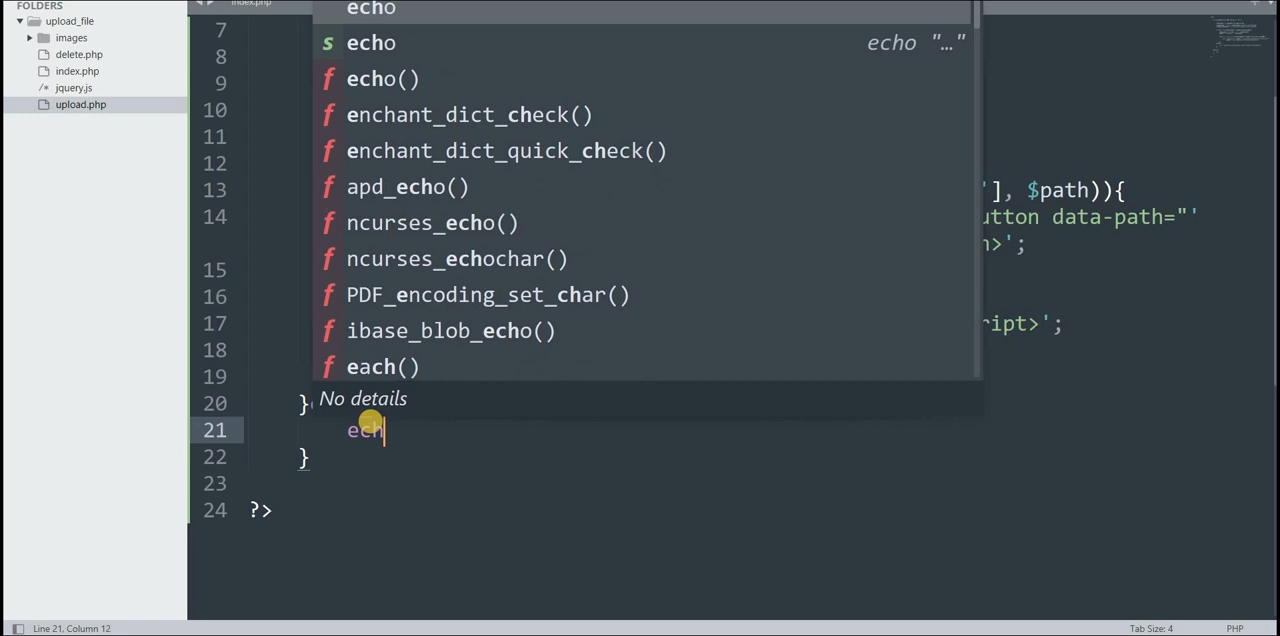 FOLDERS
upload_file
images
delete.php
index.php
/* jquery.js
upload.php
index.php
echo
s echo echo "…"
f echo()
f enchant_dict_check()
f enchant_dict_quick_check()
f apd_echo()
f ncurses_echo()
f ncurses_echochar()
f PDF_encoding_set_char()
f ibase_blob_echo()
f each()
No details
7
8
9
10
11
12
13 '], $path)){
14 utton data-path="'
n>';
15
16
17 ript>';
18
19
20 }
21 ech
22 }
23
24 ?>
Line 21, Column 12
Tab Size: 4
PHP